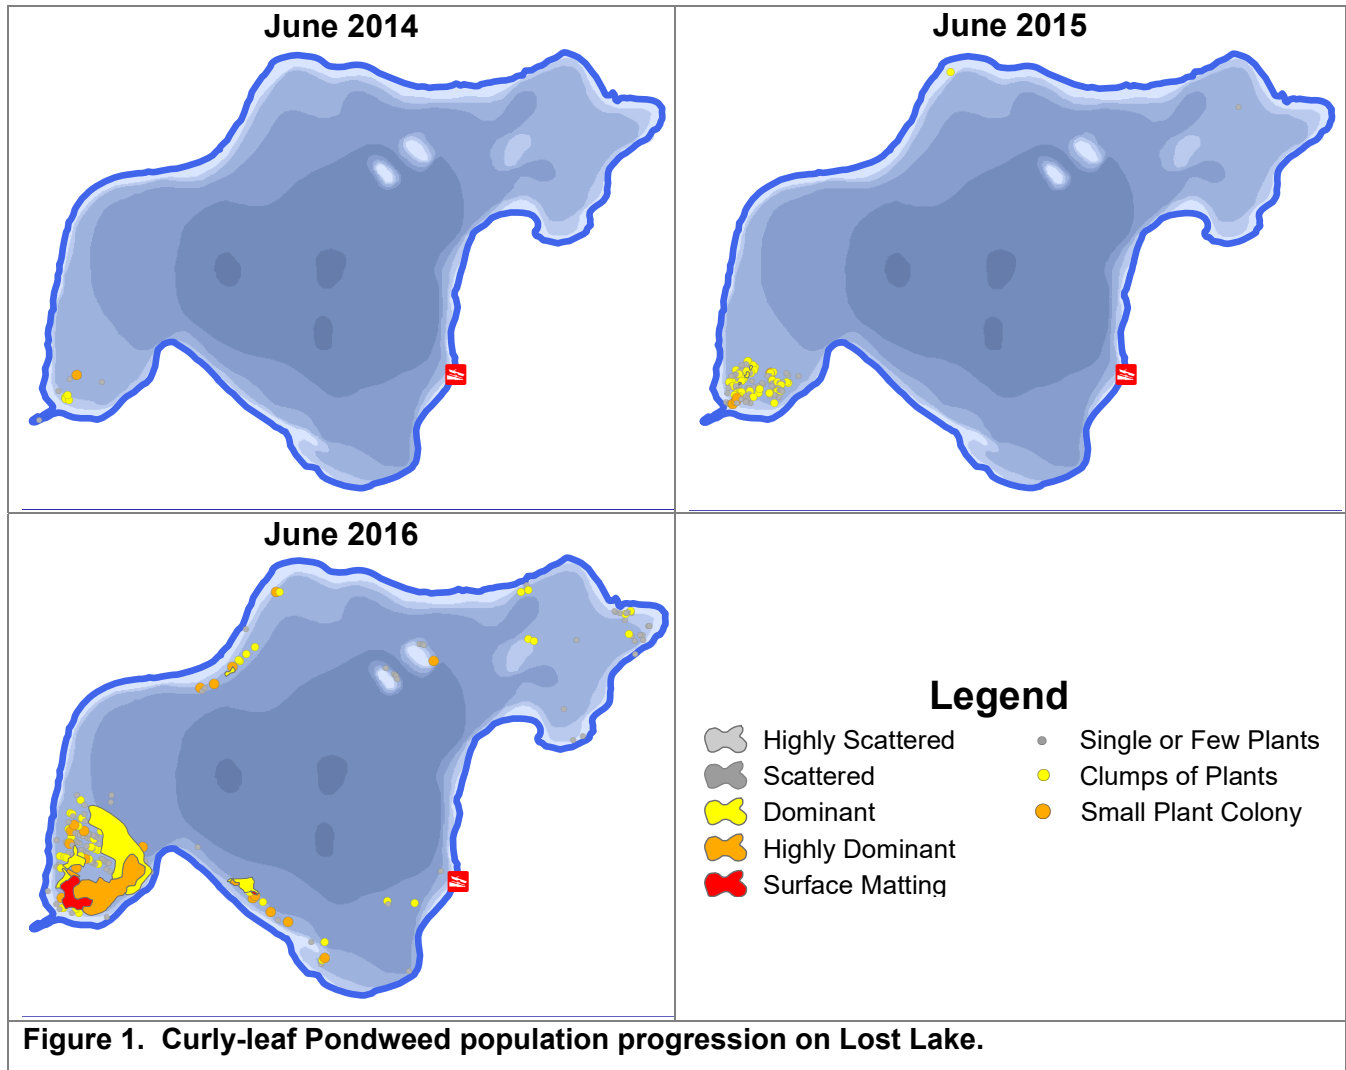 June 2014
June 2015
June 2016
Legend
Highly Scattered
Scattered
Dominant
Highly Dominant
Surface Matting
Single or Few Plants
Clumps of Plants
Small Plant Colony
Figure 1.  Curly-leaf Pondweed population progression on Lost Lake.